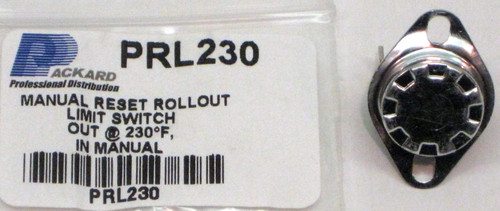 PRL230
PACKARD
Professional Distribution
MANUAL RESET ROLLOUT
LIMIT SWITCH
OUT @ 230°F,
IN MANUAL
PRL230